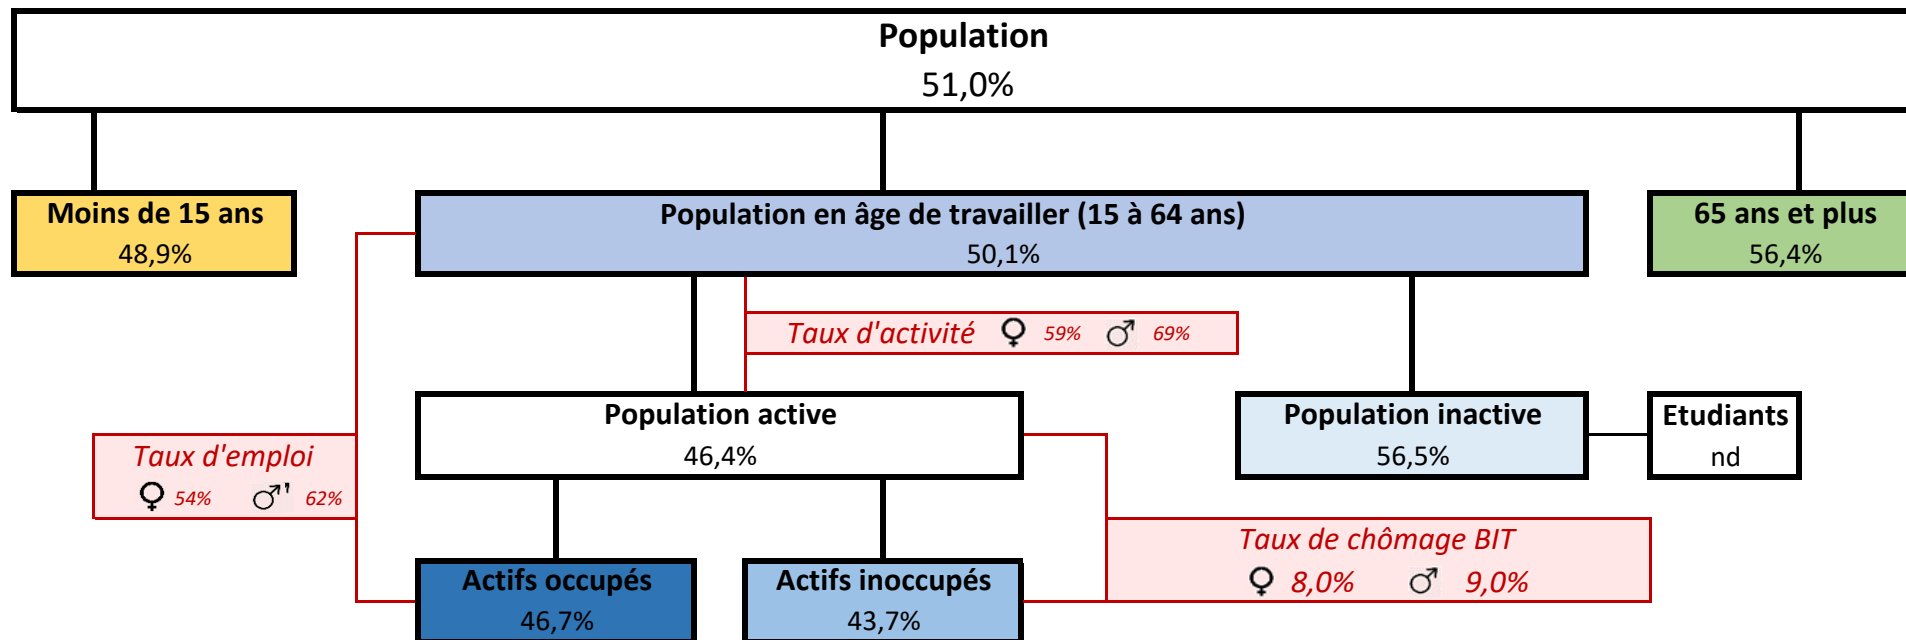 Population
51,0%
Moins de 15 ans
48,9%
Population en âge de travailler (15 à 64 ans)
50,1%
65 ans et plus
56,4%
Taux d'activité ♀ 59% ♂ 69%
Population active
46,4%
Population inactive
56,5%
Etudiants
nd
Taux d'emploi
♀ 54% ♂' 62%
Taux de chômage BIT
♀ 8,0% ♂ 9,0%
Actifs occupés
46,7%
Actifs inoccupés
43,7%